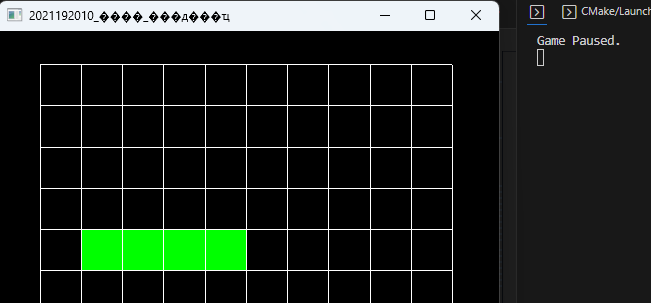 2021192010_����_���д���ҵ
CMake/Launch
Game Paused.